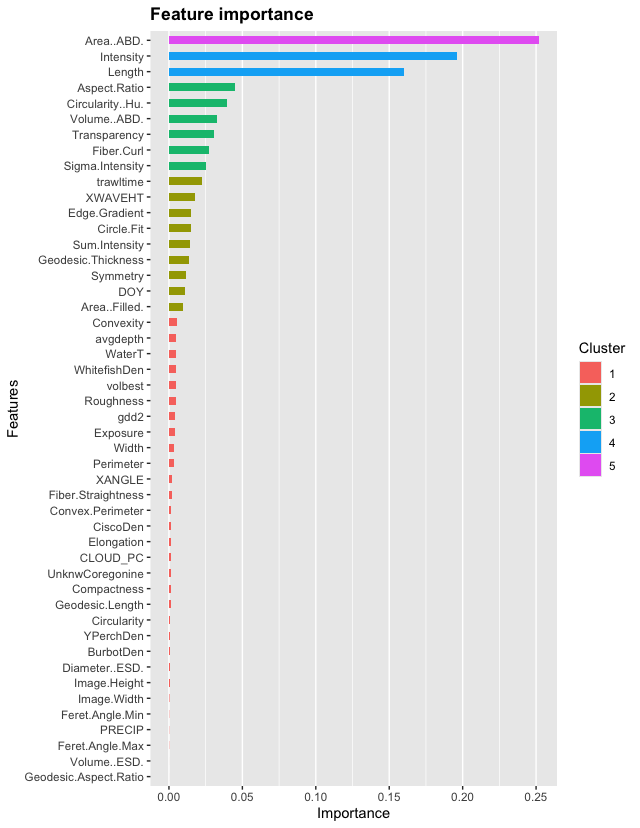 Feature importance
Area..ABD.
Intensity
Length
Aspect.Ratio
Circularity..Hu.
Volume..ABD.
Transparency
Fiber.Curl
Sigma.Intensity
trawltime
XWAVEHT
Edge.Gradient
Circle.Fit
Sum.Intensity
Geodesic.Thickness
Symmetry
DOY
Area..Filled.
Convexity
avgdepth
WaterT
WhitefishDen
volbest
Roughness
gdd2
Exposure
Width
Perimeter
XANGLE
Fiber.Straightness
Convex.Perimeter
CiscoDen
Elongation
CLOUD_PC
UnknwCoregonine
Compactness
Geodesic.Length
Circularity
YPerchDen
BurbotDen
Diameter..ESD.
Image.Height
Image.Width
Feret.Angle.Min
PRECIP
Feret.Angle.Max
Volume..ESD.
Geodesic.Aspect.Ratio
Features
0.00 0.05 0.10 0.15 0.20 0.25
Importance
Cluster
1
2
3
4
5